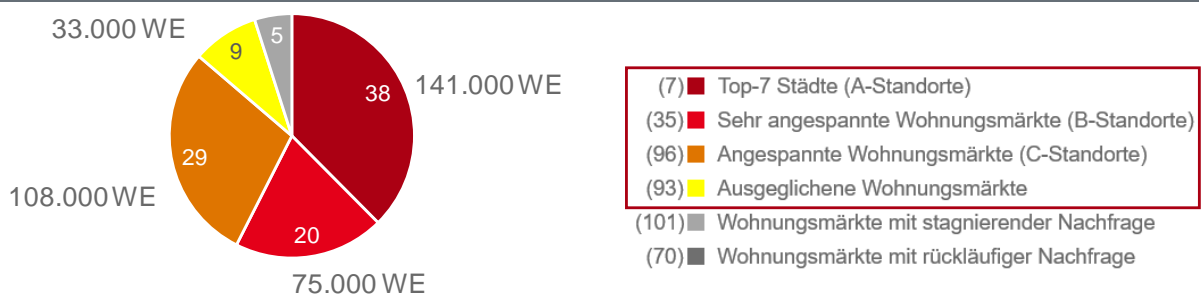 33.000 WE
5
9
38
141.000 WE
29
108.000 WE
20
75.000 WE
(7) Top-7 Städte (A-Standorte)
(35) Sehr angespannte Wohnungsmärkte (B-Standorte)
(96) Angespannte Wohnungsmärkte (C-Standorte)
(93) Ausgeglichene Wohnungsmärkte
(101) Wohnungsmärkte mit stagnierender Nachfrage
(70) Wohnungsmärkte mit rückläufiger Nachfrage